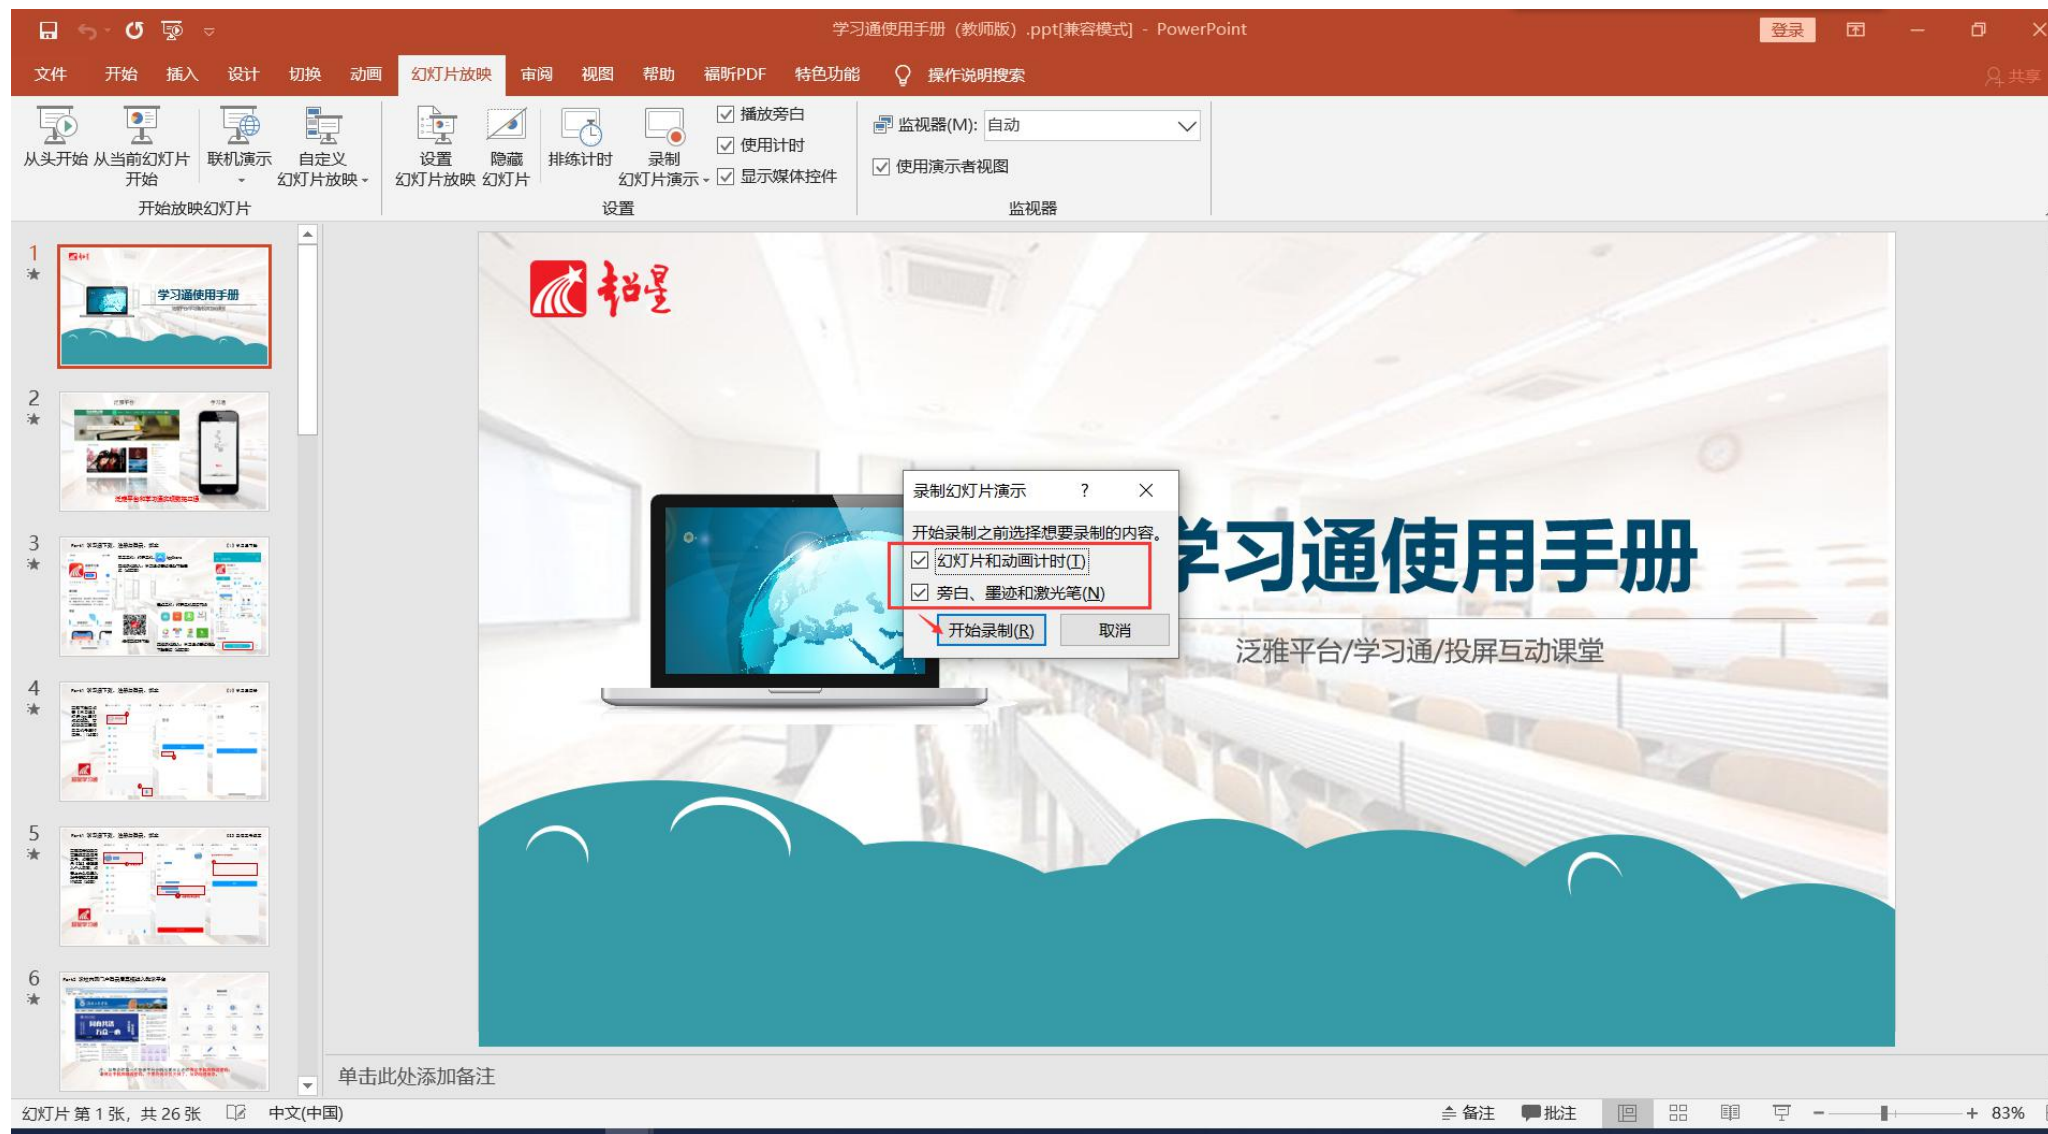 学习通使用手册（教师版）.ppt[兼容模式] - PowerPoint
登录
文件 开始 插入 设计 切换 动画 幻灯片放映 审阅 视图 帮助 福昕PDF 特色功能 操作说明搜索
共享
从头开始
从当前幻灯片
开始
联机演示
自定义
幻灯片放映
开始放映幻灯片
设置
幻灯片放映
隐藏
幻灯片
排练计时
录制
幻灯片演示
播放旁白
使用计时
显示媒体控件
设置
监视器(M): 自动
使用演示者视图
监视器
1
学习通使用手册
2
3
4
5
6
超星
学习通使用手册
泛雅平台/学习通/投屏互动课堂
录制幻灯片演示 ?
开始录制之前选择想要录制的内容。
幻灯片和动画计时(T)
旁白、墨迹和激光笔(N)
开始录制(R) 取消
单击此处添加备注
幻灯片 第 1 张，共 26 张 中文(中国)
备注 批注 83%